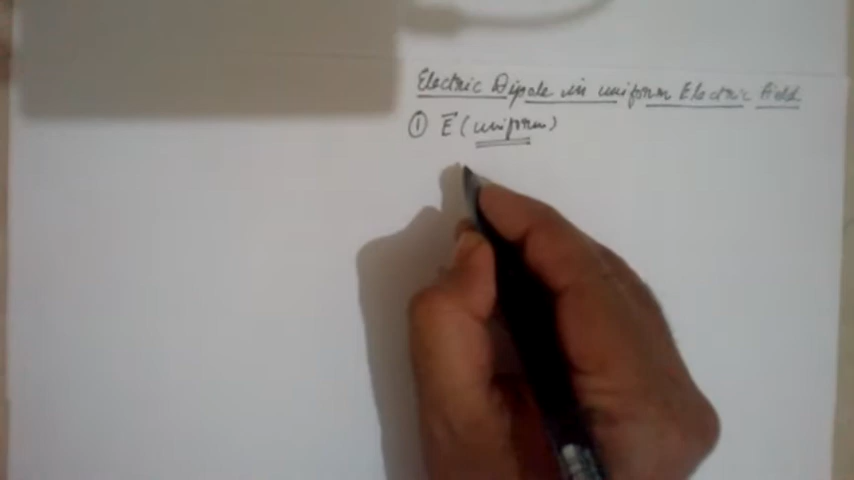 Electric Dipole in uniform Electric field
① E⃗ (uniform)